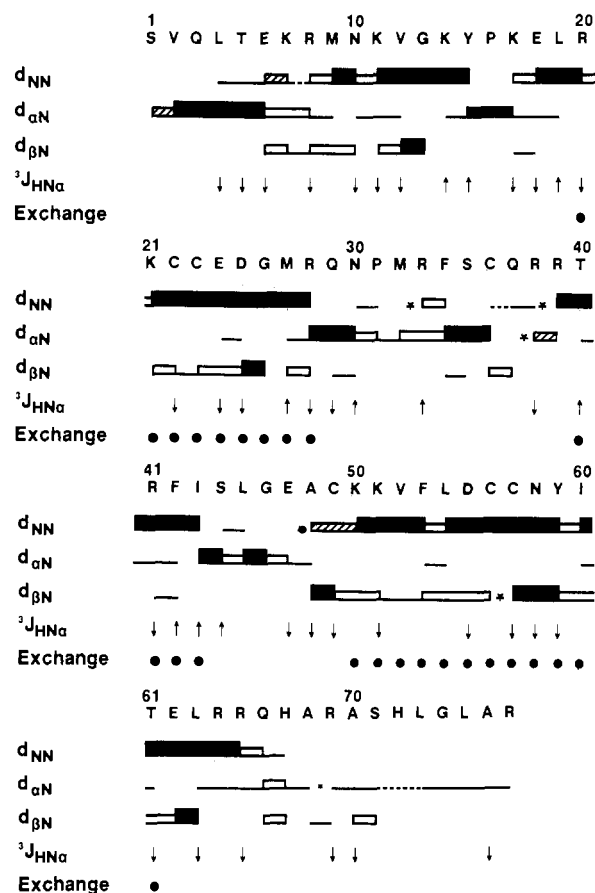 1 10 20
S V Q L T E K R M N K V G K Y P K E L R
dNN
dαN
dβN
³JHNα
Exchange
21 30 40
K C C E D G M R Q N P M R F S C Q R R T
dNN
dαN
dβN
³JHNα
Exchange
41 50 60
R F I S L G E A C K K V F L D C C N Y I
dNN
dαN
dβN
³JHNα
Exchange
61 70
T E L R R Q H A R A S H L G L A R
dNN
dαN
dβN
³JHNα
Exchange